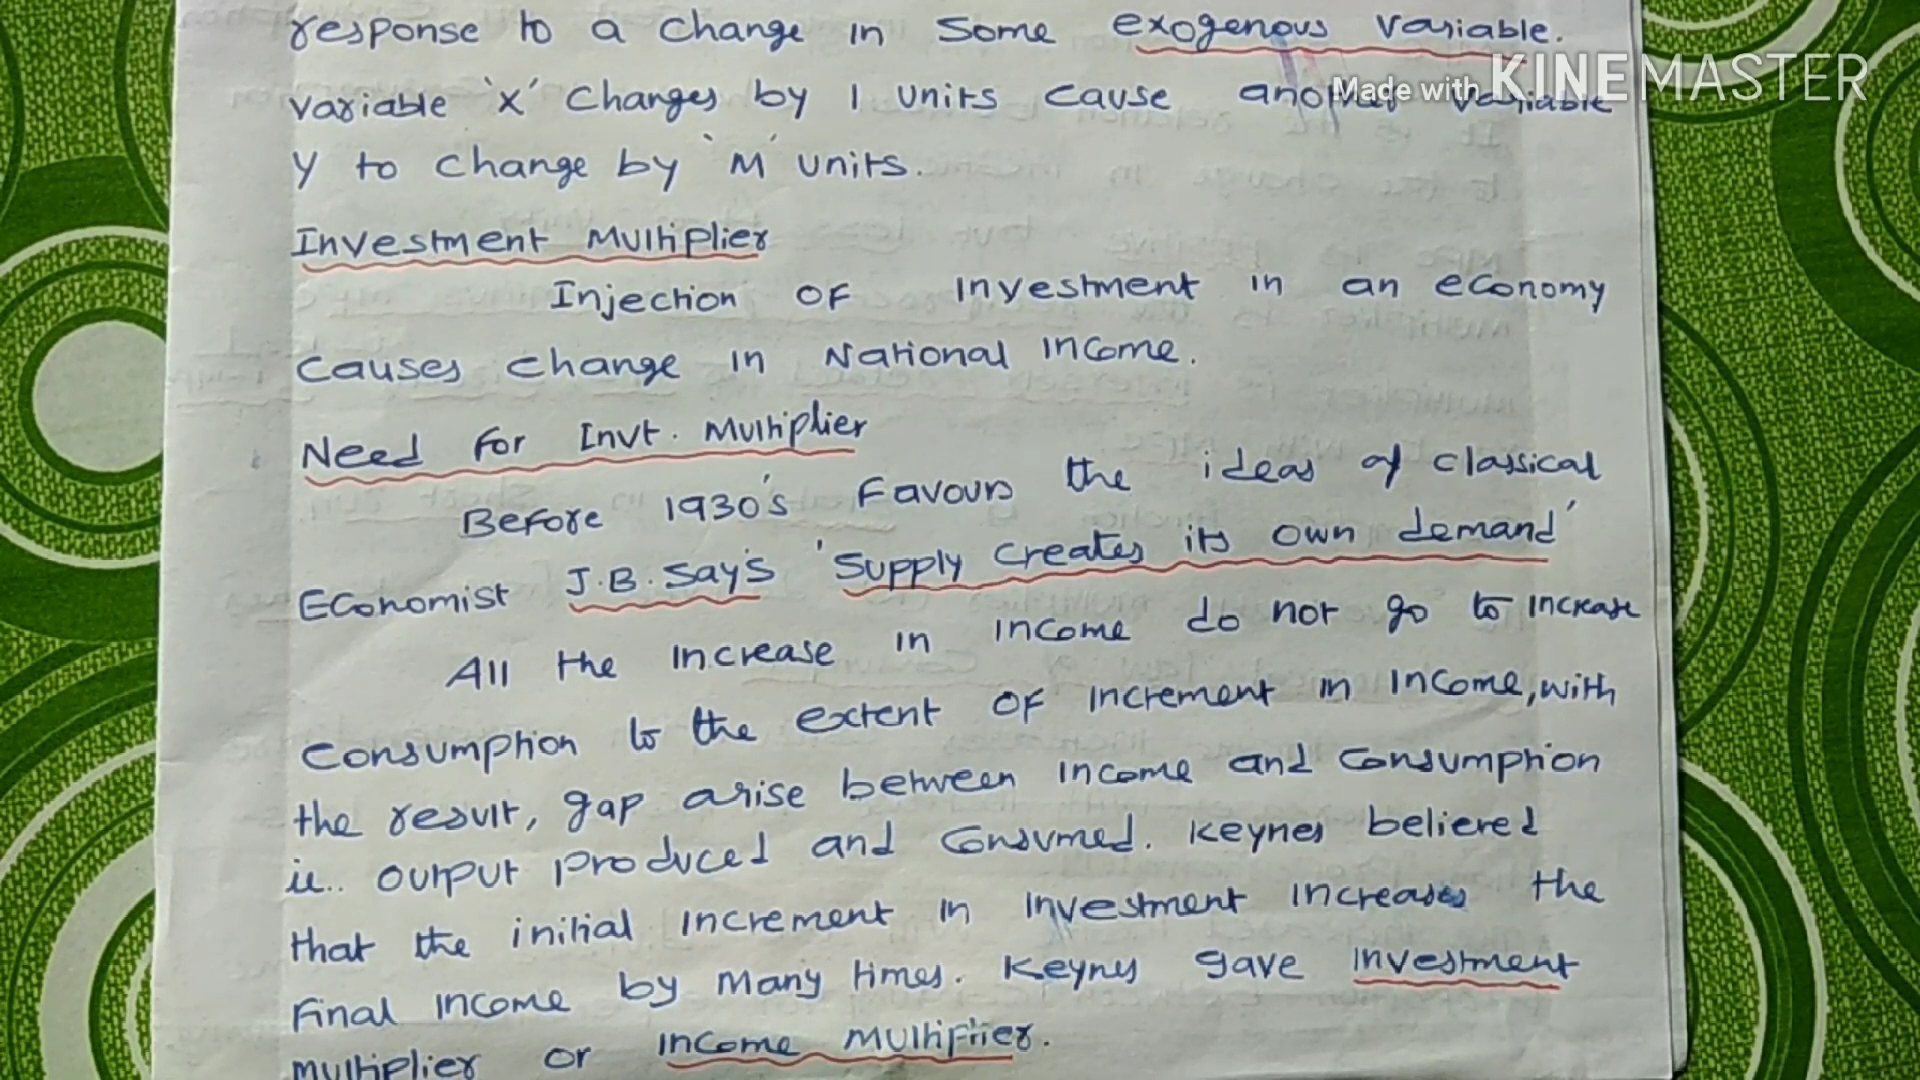 response to a change in some exogenous variable.
Made with KINEMASTER
variable 'X' changes by 1 units cause another variable
Y to change by 'M' units.
Investment Multiplier
Injection of investment in an economy
causes change in National income.
Need for Invt. Multiplier
Before 1930's Favours the ideas of classical
Economist J.B. Say's 'Supply creates its own demand'
All the increase in income do not go to increase
consumption to the extent of increment in income, with
the result, gap arise between income and consumption
ie.. output produced and consumed. Keynes believed
that the initial increment in investment increases the
Final income by many times. Keynes gave investment
multiplier or income multiplier.